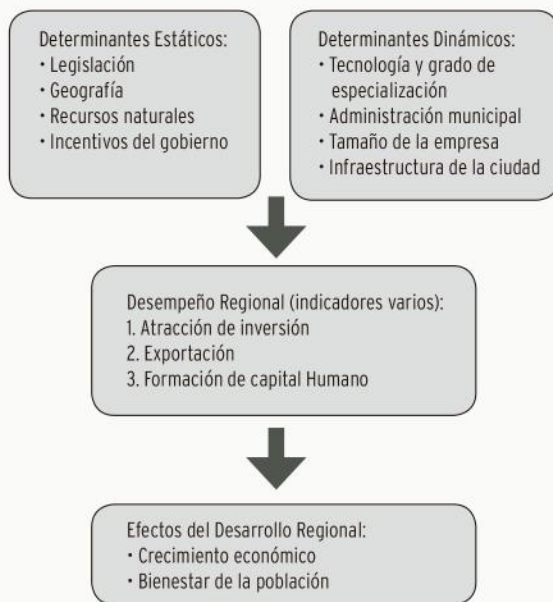 Determinantes Estáticos:
• Legislación
• Geografía
• Recursos naturales
• Incentivos del gobierno
Determinantes Dinámicos:
• Tecnología y grado de
especialización
• Administración municipal
• Tamaño de la empresa
• Infraestructura de la ciudad
Desempeño Regional (indicadores varios):
1. Atracción de inversión
2. Exportación
3. Formación de capital Humano
Efectos del Desarrollo Regional:
• Crecimiento económico
• Bienestar de la población